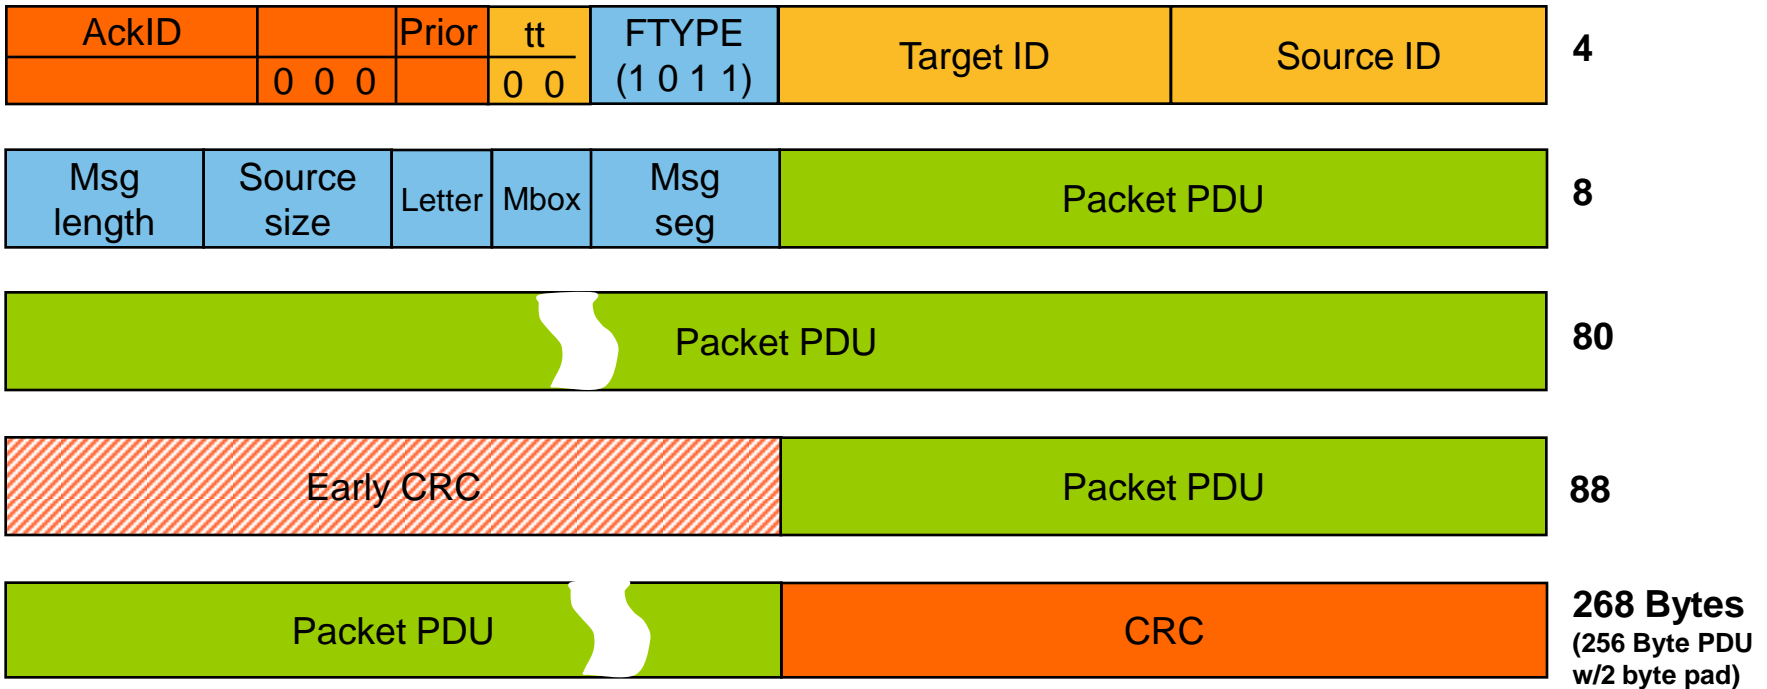 AckID Prior tt FTYPE Target ID Source ID 4
0 0 0 0 0 (1 0 1 1)
Msg Source Letter Mbox Msg Packet PDU 8
length size seg
Packet PDU 80
Early CRC Packet PDU 88
Packet PDU CRC 268 Bytes
(256 Byte PDU
w/2 byte pad)